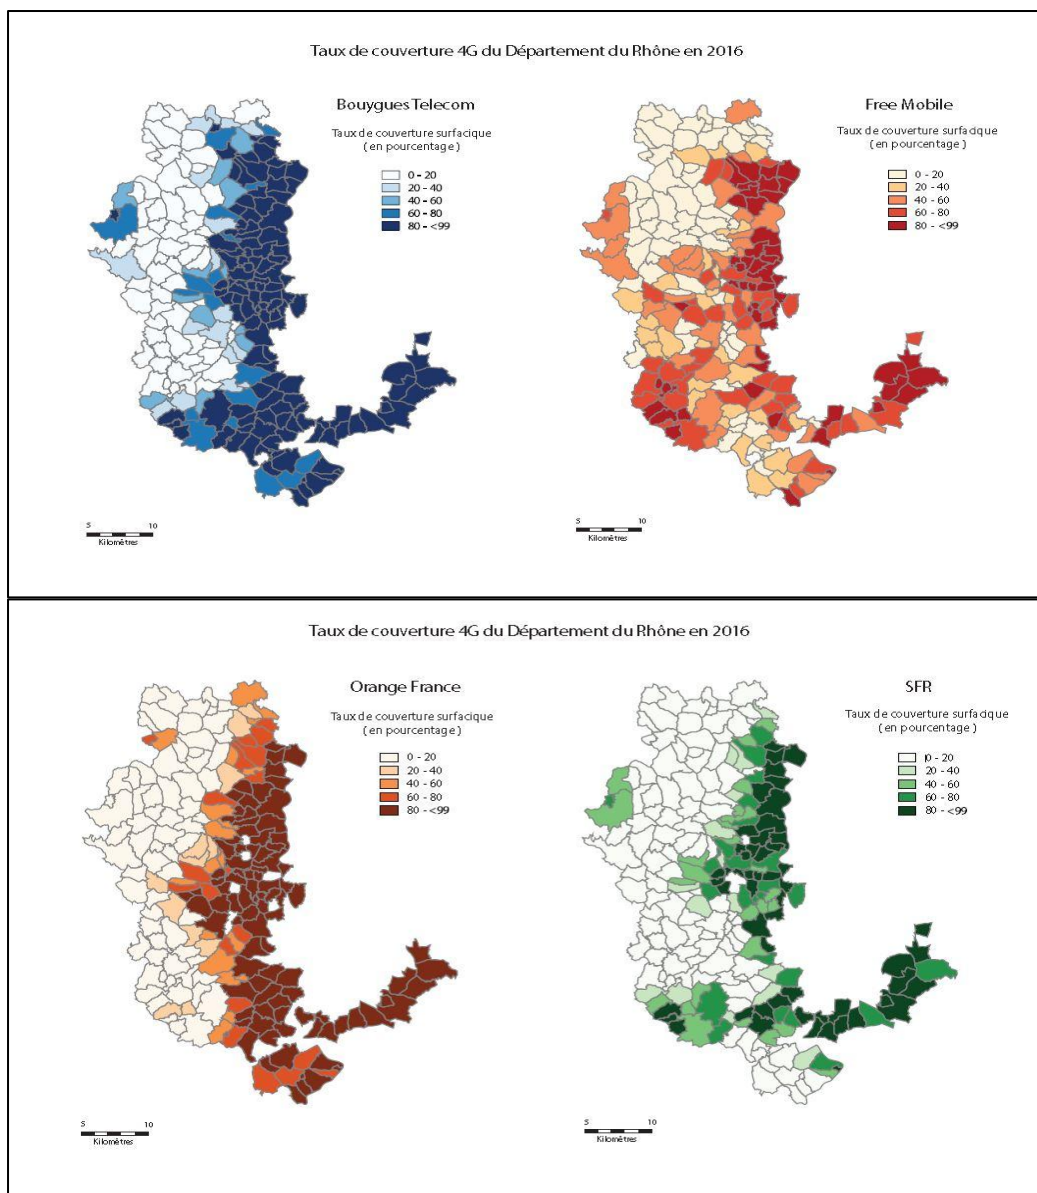 Taux de couverture 4G du Département du Rhône en 2016
Bouygues Telecom
Taux de couverture surfacique
( en pourcentage )
0 - 20
20 - 40
40 - 60
60 - 80
80 - <99
5 10
Kilomètres
Free Mobile
Taux de couverture surfacique
( en pourcentage )
0 - 20
20 - 40
40 - 60
60 - 80
80 - <99
5 10
Kilomètres
Taux de couverture 4G du Département du Rhône en 2016
Orange France
Taux de couverture surfacique
( en pourcentage )
0 - 20
20 - 40
40 - 60
60 - 80
80 - <99
5 10
Kilomètres
SFR
Taux de couverture surfacique
( en pourcentage )
0 - 20
20 - 40
40 - 60
60 - 80
80 - <99
5 10
Kilomètres